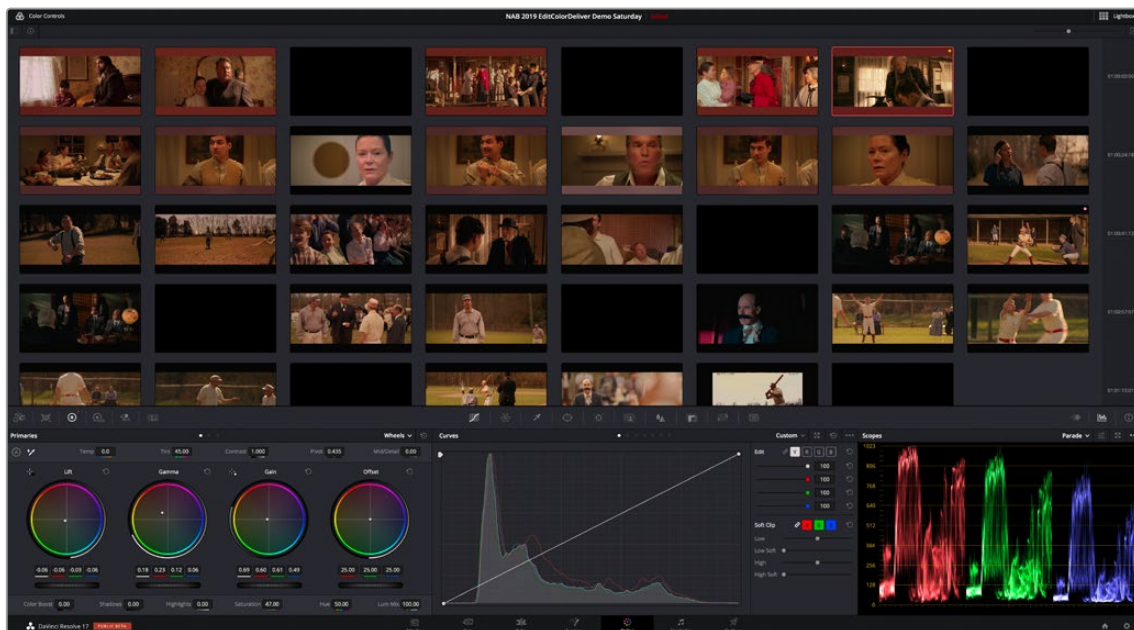 Color Controls
NAB 2019 EditColorDeliver Demo Saturday
Lightbox
Primaries
Wheels
Curves
Custom
Scopes
Parade
Temp 0.0
Tint 45.00
Contrast 1.000
Pivot 0.435
Mid/Detail 0.00
Edit
Y R G B
Lift
Gamma
Gain
Offset
100
100
100
100
Soft Clip
Low
Low Soft
High
High Soft
1023
896
768
640
512
384
256
128
0
-0.06 -0.06 -0.03 -0.06
0.18 0.23 0.12 0.06
0.69 0.60 0.61 0.49
25.00 25.00 25.00
Color Boost 0.00
Shadows 0.00
Highlights 0.00
Saturation 47.00
Hue 50.00
Lum Mix 100.00
DaVinci Resolve 17
PUBLIC BETA